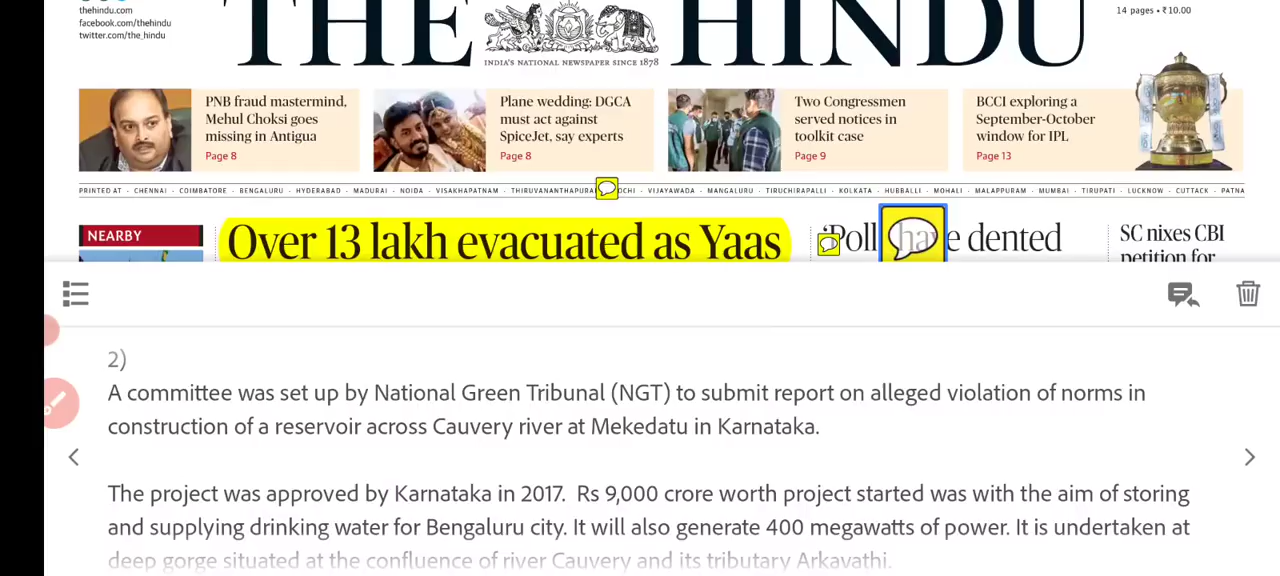 thehindu.com
facebook.com/thehindu
twitter.com/the_hindu
THE HINDU
INDIA'S NATIONAL NEWSPAPER SINCE 1878
14 pages • ₹10.00
PNB fraud mastermind,
Mehul Choksi goes
missing in Antigua
Page 8
Plane wedding: DGCA
must act against
SpiceJet, say experts
Page 8
Two Congressmen
served notices in
toolkit case
Page 9
BCCI exploring a
September-October
window for IPL
Page 13
PRINTED AT · CHENNAI · COIMBATORE · BENGALURU · HYDERABAD · MADURAI · NOIDA · VISAKHAPATNAM · THIRUVANANTHAPURA OCHI · VIJAYAWADA · MANGALURU · TIRUCHIRAPALLI · KOLKATA · HUBBALLI · MOHALI · MALAPPURAM · MUMBAI · TIRUPATI · LUCKNOW · CUTTACK · PATNA
NEARBY
Over 13 lakh evacuated as Yaas
‘Poll have dented
SC nixes CBI
petition for
2)
A committee was set up by National Green Tribunal (NGT) to submit report on alleged violation of norms in
construction of a reservoir across Cauvery river at Mekedatu in Karnataka.
The project was approved by Karnataka in 2017. Rs 9,000 crore worth project started was with the aim of storing
and supplying drinking water for Bengaluru city. It will also generate 400 megawatts of power. It is undertaken at
deep gorge situated at the confluence of river Cauvery and its tributary Arkavathi.